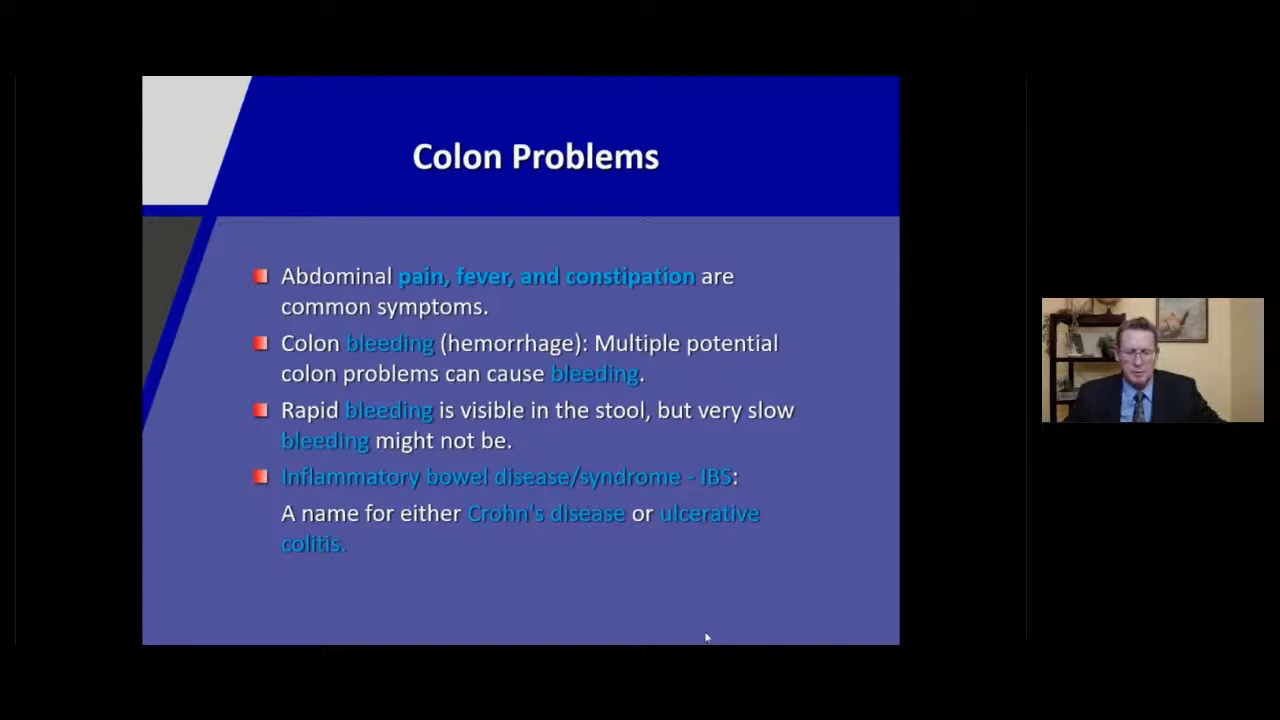 Colon Problems
Abdominal pain, fever, and constipation are
common symptoms.
Colon bleeding (hemorrhage): Multiple potential
colon problems can cause bleeding.
Rapid bleeding is visible in the stool, but very slow
bleeding might not be.
Inflammatory bowel disease/syndrome - IBS:
A name for either Crohn's disease or ulcerative
colitis.